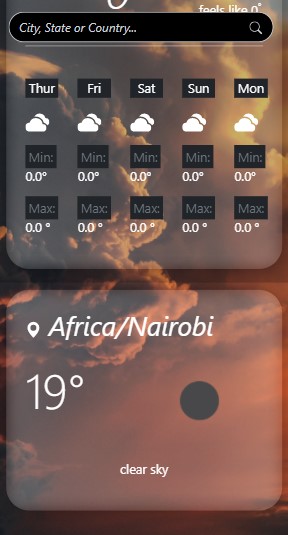 feels like 0°
City, State or Country...
Thur Fri Sat Sun Mon
Min: Min: Min: Min: Min:
0.0° 0.0° 0.0° 0.0° 0.0°
Max: Max: Max: Max: Max:
0.0 ° 0.0 ° 0.0 ° 0.0 ° 0.0 °
Africa/Nairobi
19°
clear sky